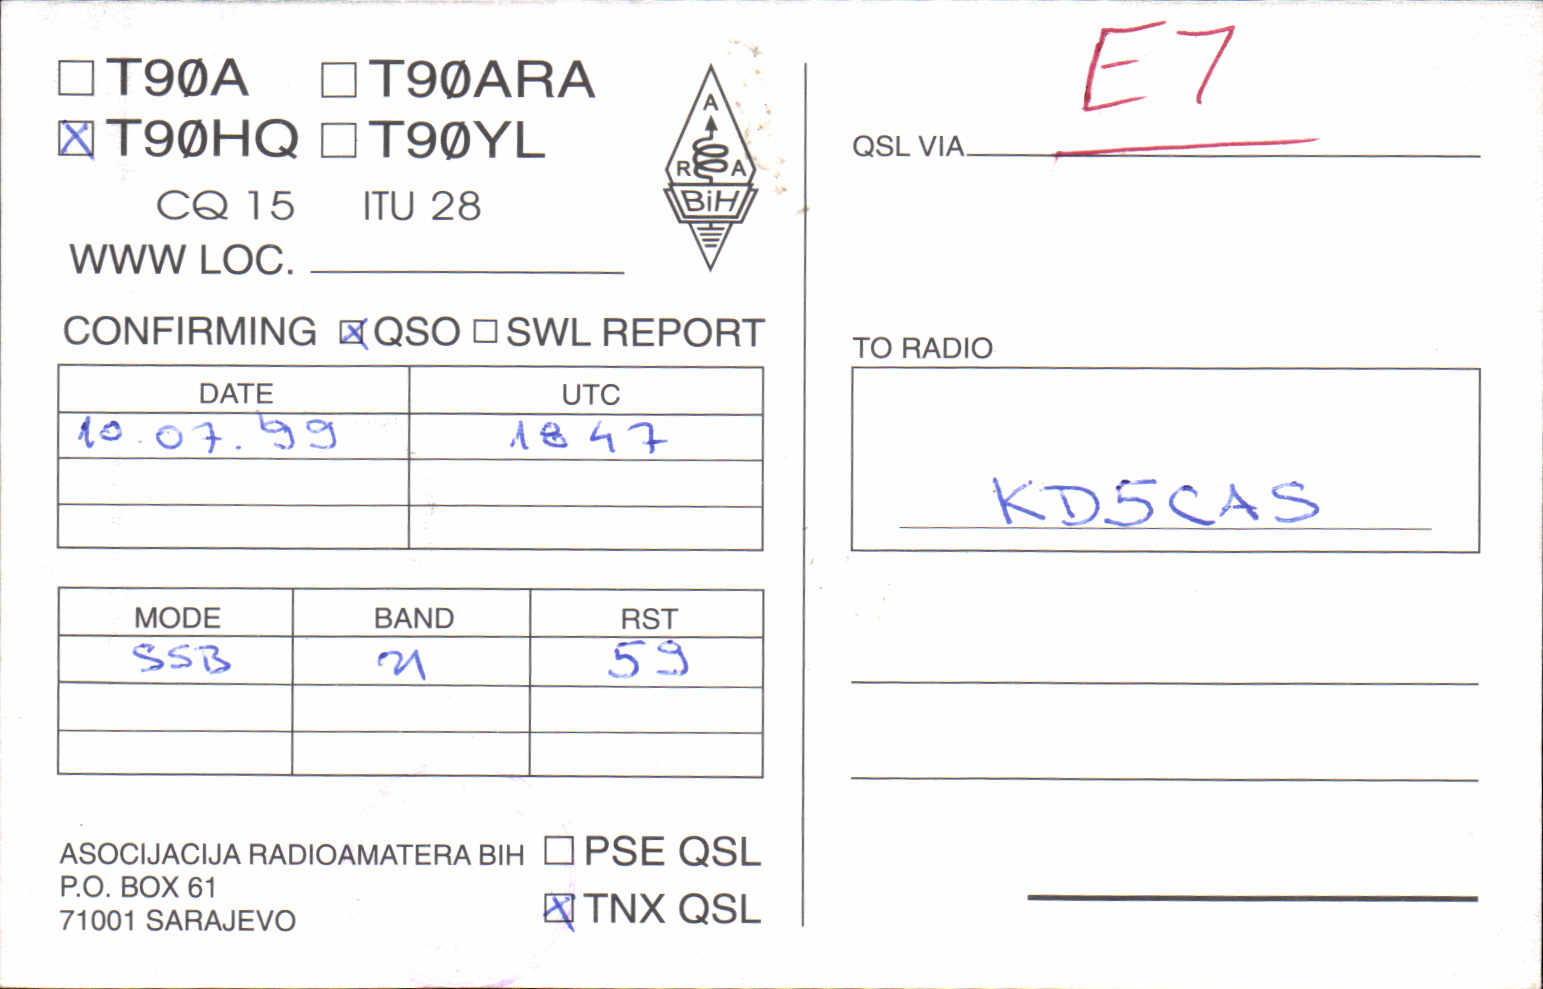 ☐ T9ØA ☐ T9ØARA
☒ T9ØHQ ☐ T9ØYL
CQ 15 ITU 28
WWW LOC.
A
R A
BiH
CONFIRMING ☒ QSO ☐ SWL REPORT
DATE UTC
10.07.99 1847
MODE BAND RST
SSB 21 59
ASOCIJACIJA RADIOAMATERA BIH
P.O. BOX 61
71001 SARAJEVO
☐ PSE QSL
☒ TNX QSL
E7
QSL VIA
TO RADIO
KD5CAS